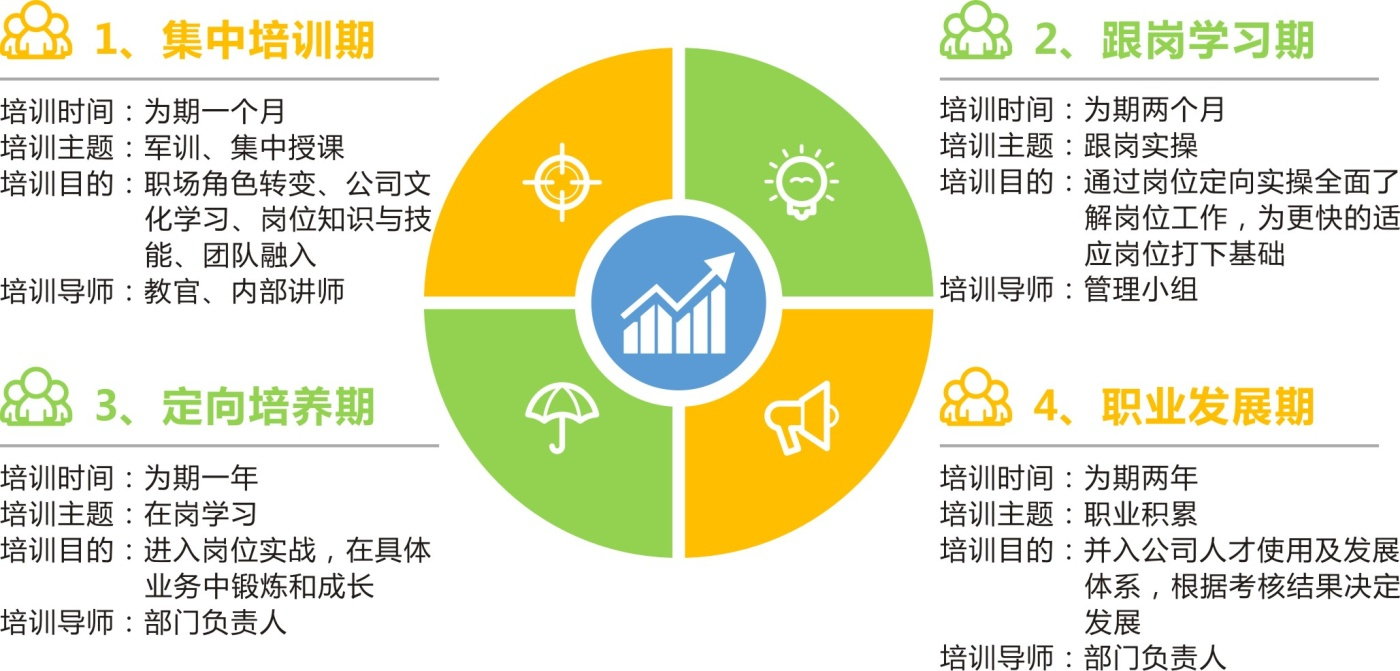 1、集中培训期
培训时间：为期一个月
培训主题：军训、集中授课
培训目的：职场角色转变、公司文
化学习、岗位知识与技
能、团队融入
培训导师：教官、内部讲师
2、跟岗学习期
培训时间：为期两个月
培训主题：跟岗实操
培训目的：通过岗位定向实操全面了
解岗位工作，为更快的适
应岗位打下基础
培训导师：管理小组
3、定向培养期
培训时间：为期一年
培训主题：在岗学习
培训目的：进入岗位实战，在具体
业务中锻炼和成长
培训导师：部门负责人
4、职业发展期
培训时间：为期两年
培训主题：职业积累
培训目的：并入公司人才使用及发展
体系，根据考核结果决定
发展
培训导师：部门负责人